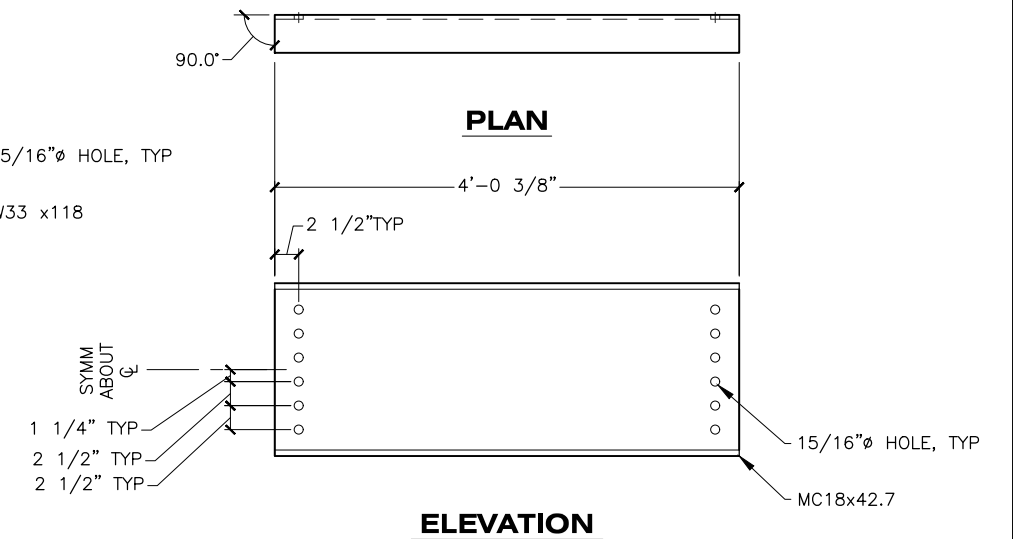 90.0°
PLAN
5/16"ø HOLE, TYP
4'-0 3/8"
W33 x118
2 1/2"TYP
SYMM
ABOUT
℄
1 1/4" TYP
2 1/2" TYP
2 1/2" TYP
15/16"ø HOLE, TYP
MC18x42.7
ELEVATION